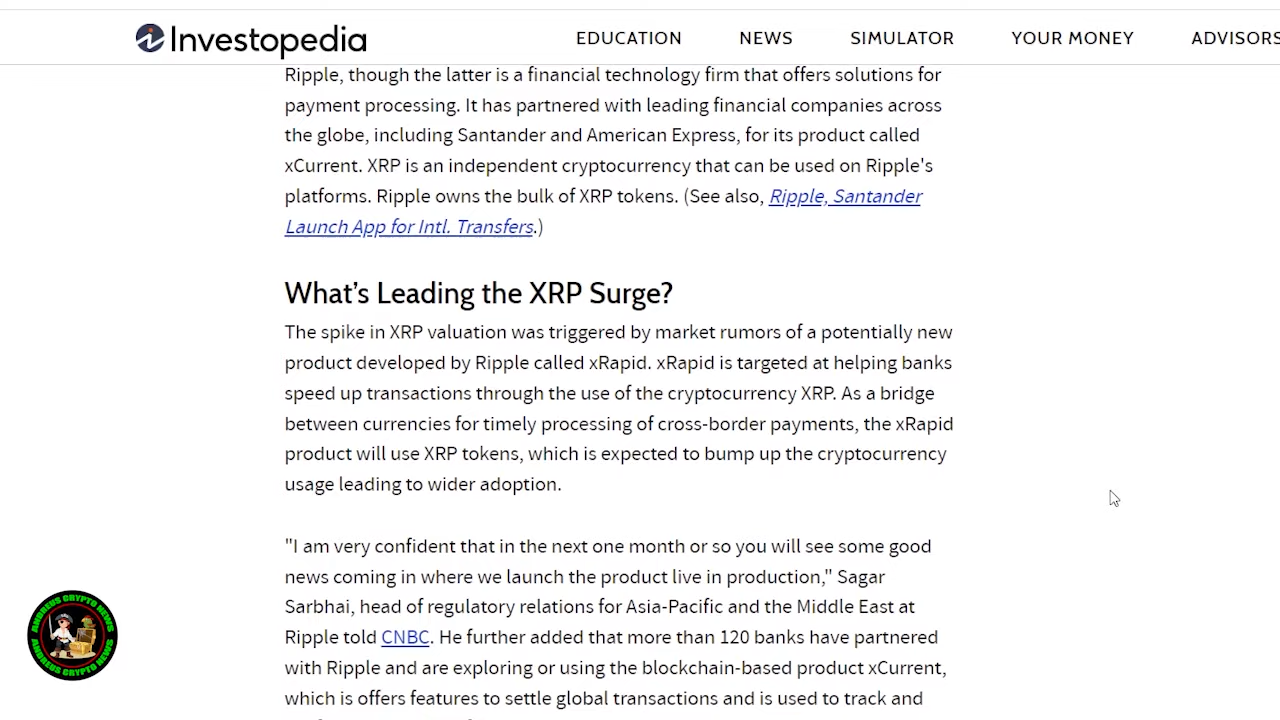 Investopedia
EDUCATION NEWS SIMULATOR YOUR MONEY ADVISORS
Ripple, though the latter is a financial technology firm that offers solutions for
payment processing. It has partnered with leading financial companies across
the globe, including Santander and American Express, for its product called
xCurrent. XRP is an independent cryptocurrency that can be used on Ripple's
platforms. Ripple owns the bulk of XRP tokens. (See also, Ripple, Santander
Launch App for Intl. Transfers.)
What's Leading the XRP Surge?
The spike in XRP valuation was triggered by market rumors of a potentially new
product developed by Ripple called xRapid. xRapid is targeted at helping banks
speed up transactions through the use of the cryptocurrency XRP. As a bridge
between currencies for timely processing of cross-border payments, the xRapid
product will use XRP tokens, which is expected to bump up the cryptocurrency
usage leading to wider adoption.
"I am very confident that in the next one month or so you will see some good
news coming in where we launch the product live in production," Sagar
Sarbhai, head of regulatory relations for Asia-Pacific and the Middle East at
Ripple told CNBC. He further added that more than 120 banks have partnered
with Ripple and are exploring or using the blockchain-based product xCurrent,
which is offers features to settle global transactions and is used to track and
ANDREUS CRYPTO NEWS
ANDREUS CRYPTO NEWS